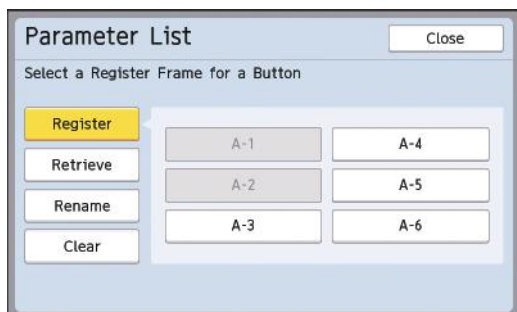 Parameter List
Close
Select a Register Frame for a Button
Register
A-1
A-4
Retrieve
A-2
A-5
Rename
A-3
A-6
Clear